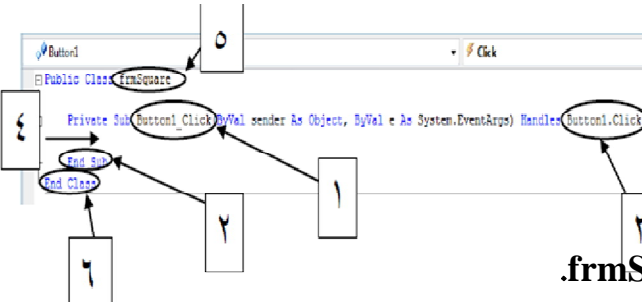 ٥
Button1 Click
Public Class frmSquare
٤
Private Sub Button1_Click(ByVal sender As Object, ByVal e As System.EventArgs) Handles Button1.Click
End Sub
End Class
١
٢
٣
٦
.frmS